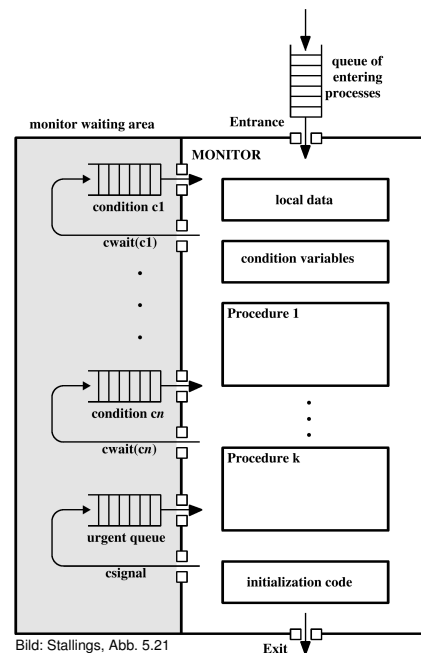 queue of
entering
processes
monitor waiting area
Entrance
MONITOR
condition c1
cwait(c1)
local data
condition variables
Procedure 1
condition cn
cwait(cn)
Procedure k
urgent queue
csignal
initialization code
Bild: Stallings, Abb. 5.21
Exit